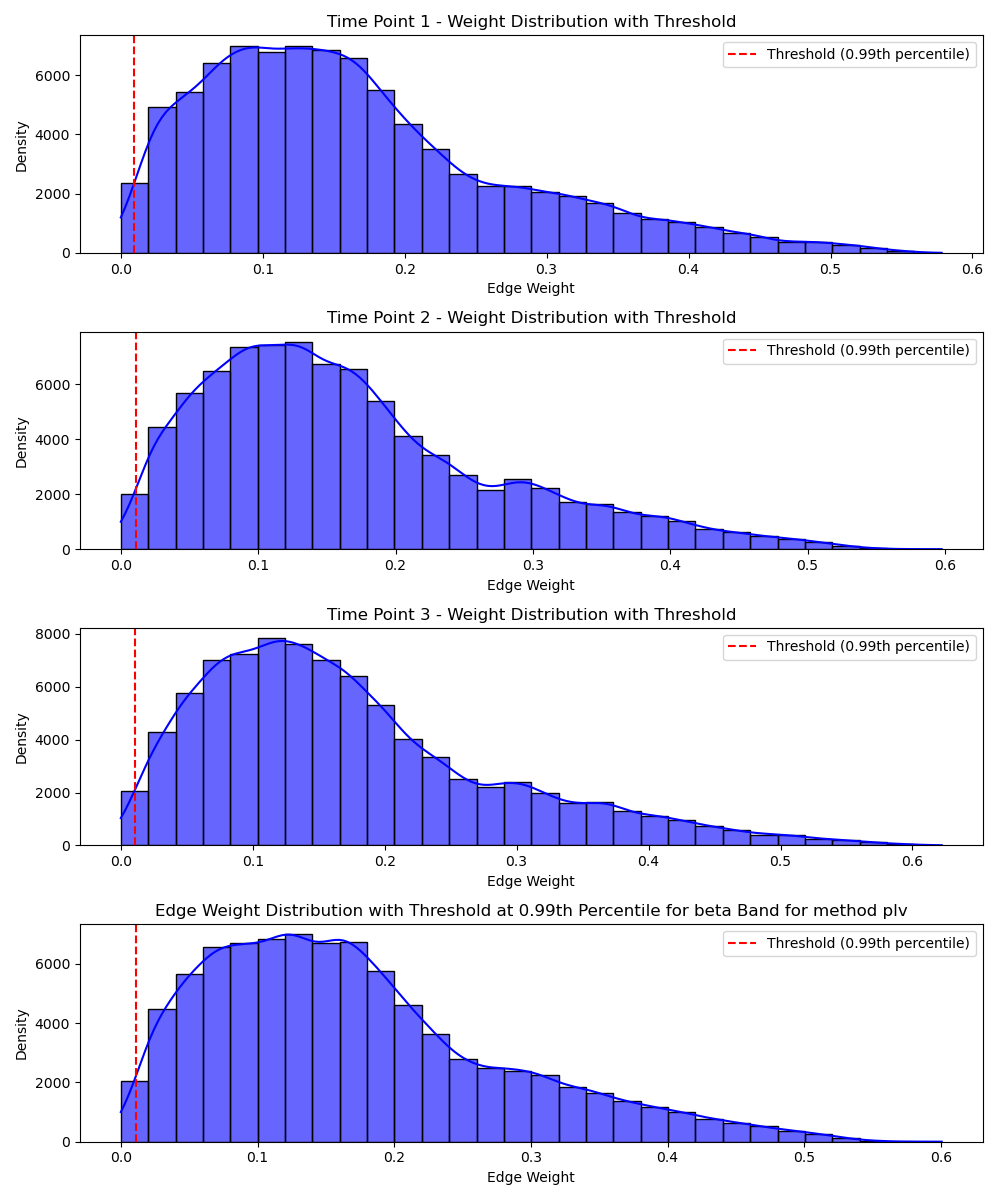 Time Point 1 - Weight Distribution with Threshold
Threshold (0.99th percentile)
Density
6000
4000
2000
0
0.0 0.1 0.2 0.3 0.4 0.5 0.6
Edge Weight
Time Point 2 - Weight Distribution with Threshold
Threshold (0.99th percentile)
Density
6000
4000
2000
0
0.0 0.1 0.2 0.3 0.4 0.5 0.6
Edge Weight
Time Point 3 - Weight Distribution with Threshold
Threshold (0.99th percentile)
Density
8000
6000
4000
2000
0
0.0 0.1 0.2 0.3 0.4 0.5 0.6
Edge Weight
Edge Weight Distribution with Threshold at 0.99th Percentile for beta Band for method plv
Threshold (0.99th percentile)
Density
6000
4000
2000
0
0.0 0.1 0.2 0.3 0.4 0.5 0.6
Edge Weight